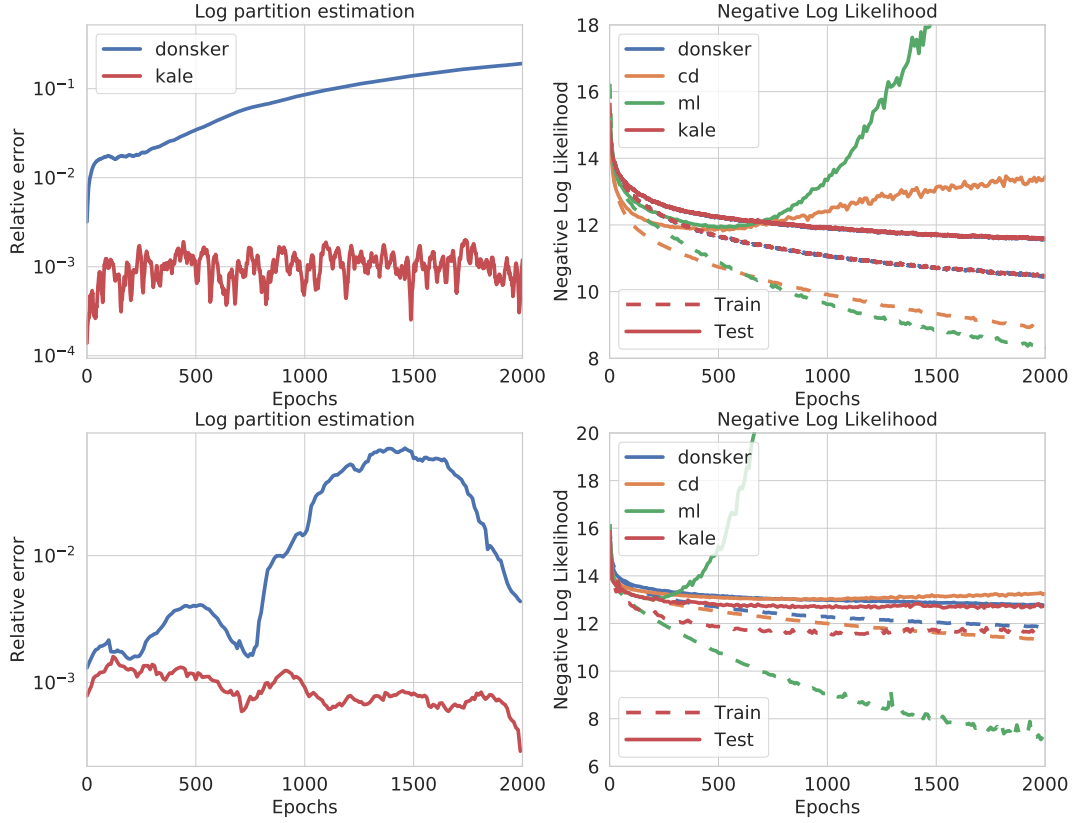 Log partition estimation
Relative error
10⁻¹
10⁻²
10⁻³
10⁻⁴
donsker
kale
0 500 1000 1500 2000
Epochs
Negative Log Likelihood
Negative Log Likelihood
18
16
14
12
10
8
donsker
cd
ml
kale
Train
Test
0 500 1000 1500 2000
Epochs
Log partition estimation
Relative error
10⁻²
10⁻³
0 500 1000 1500 2000
Epochs
Negative Log Likelihood
Negative Log Likelihood
20
18
16
14
12
10
8
6
donsker
cd
ml
kale
Train
Test
0 500 1000 1500 2000
Epochs